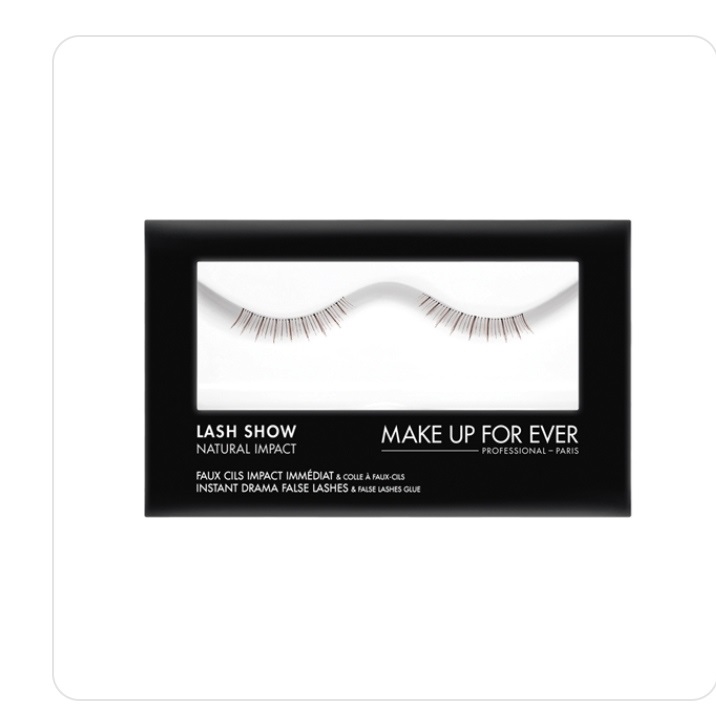 LASH SHOW
NATURAL IMPACT
MAKE UP FOR EVER
PROFESSIONAL – PARIS
FAUX CILS IMPACT IMMÉDIAT & COLLE À FAUX-CILS
INSTANT DRAMA FALSE LASHES & FALSE LASHES GLUE